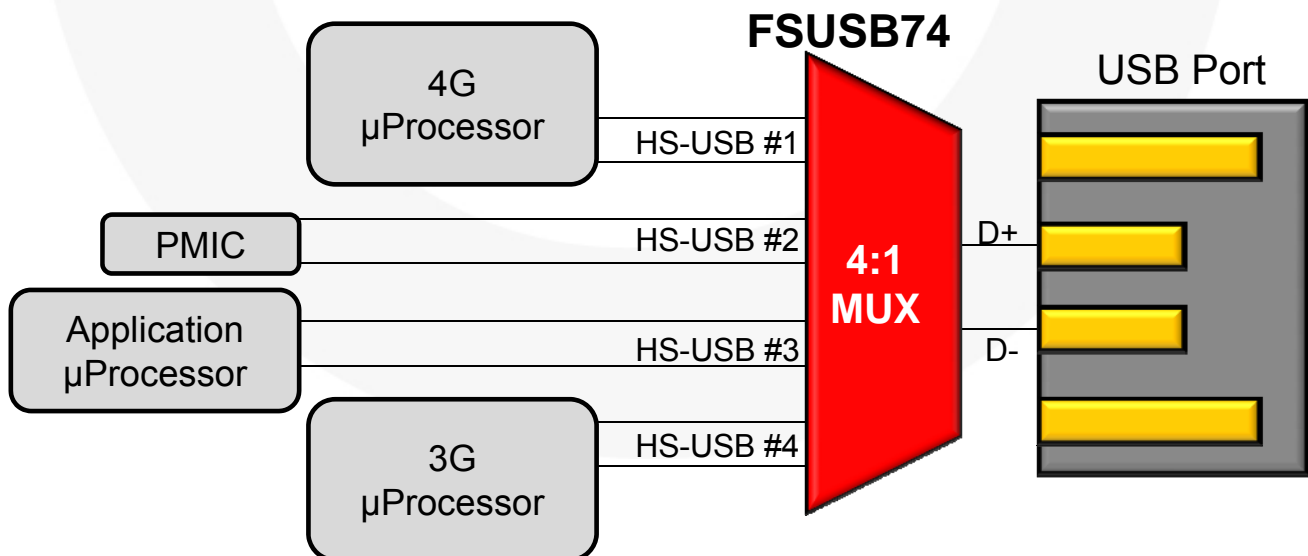 FSUSB74
USB Port
4G
µProcessor
HS-USB #1
PMIC
HS-USB #2
Application
µProcessor
HS-USB #3
3G
µProcessor
HS-USB #4
4:1
MUX
D+
D-